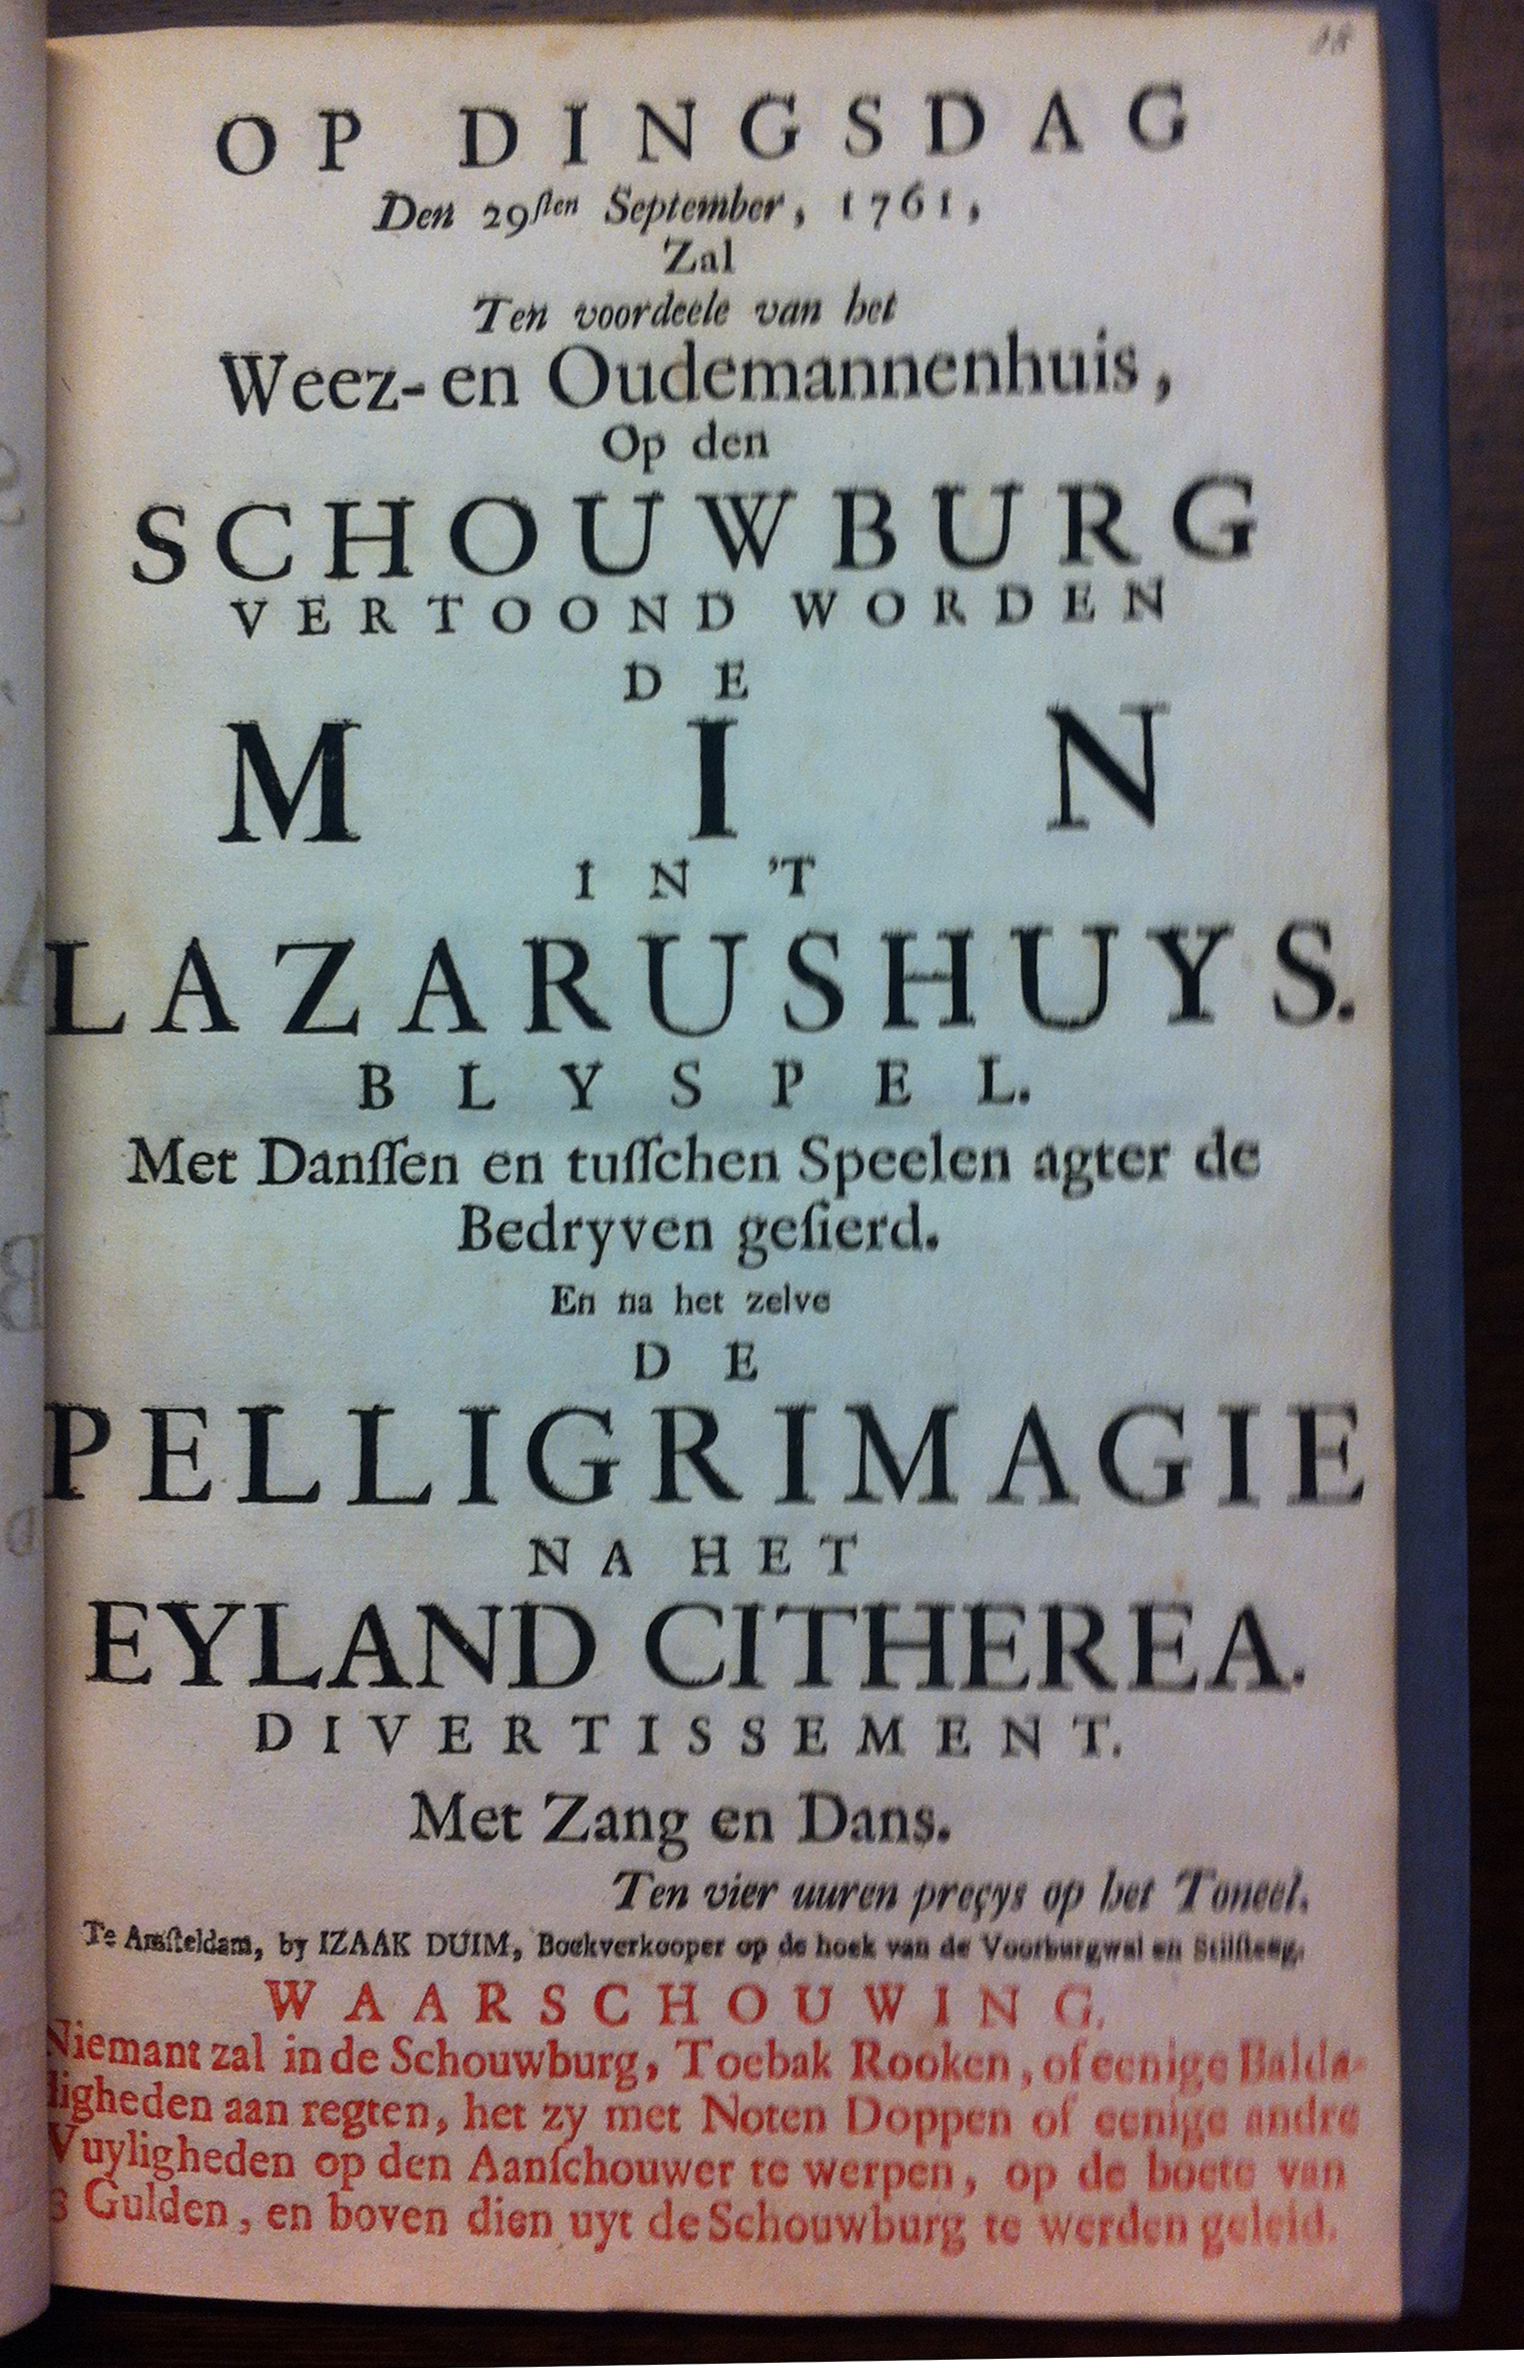 OP DINGSDAG
Den 29ſten September, 1761,
Zal
Ten voordeele van het
Weez- en Oudemannenhuis,
Op den
SCHOUWBURG
VERTOOND WORDEN
DE
MIN
IN 'T
LAZARUSHUYS.
BLYSPEL.
Met Danſſen en tuſſchen Speelen agter de
Bedryven geſierd.
En na het zelve
DE
PELLIGRIMAGIE
NA HET
EYLAND CITHEREA.
DIVERTISSEMENT.
Met Zang en Dans.
Ten vier uuren preçys op het Toneel.
Te Amſteldam, by IZAAK DUIM, Boekverkooper op de hoek van de Voorburgwal en Stilſteeg.
WAARSCHOUWING.
Niemant zal in de Schouwburg, Toebak Rooken, of eenige Balda-
digheden aan regten, het zy met Noten Doppen of eenige andre
Vuyligheden op den Aanſchouwer te werpen, op de boete van
3 Gulden, en boven dien uyt de Schouwburg te werden geleid.